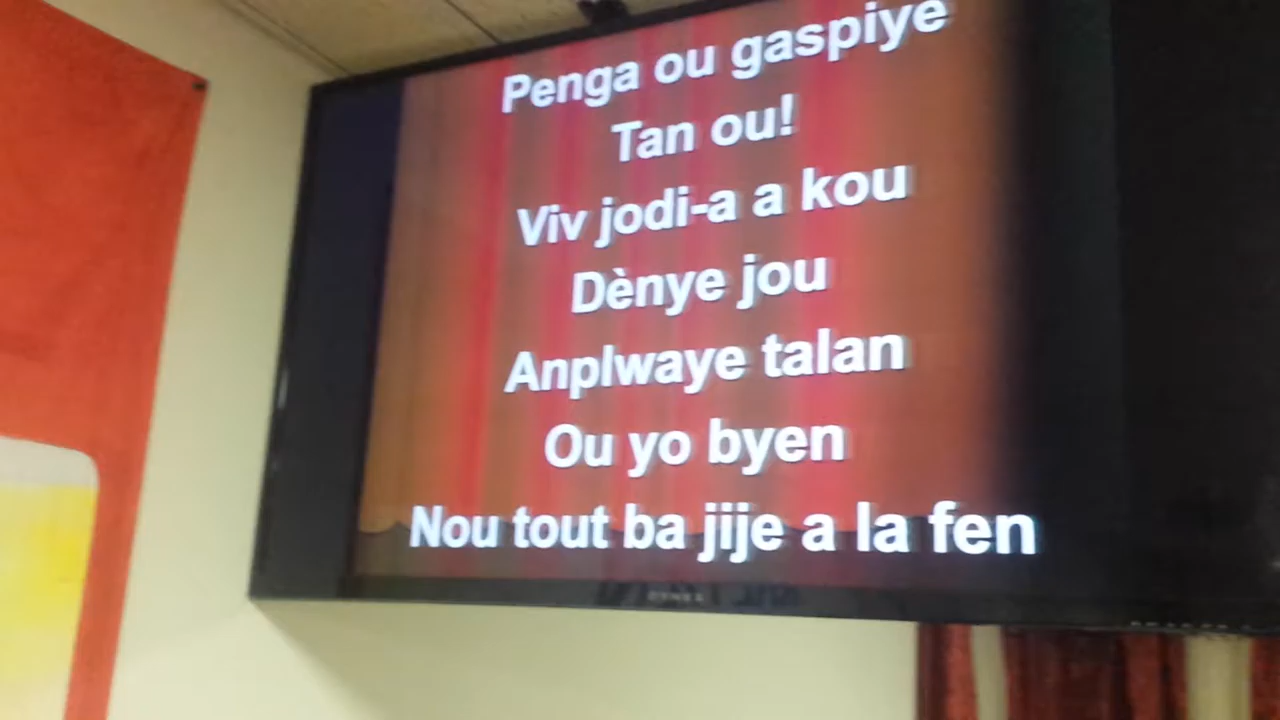 Penga ou gaspiye
Tan ou!
Viv jodi-a a kou
Dènye jou
Anplwaye talan
Ou yo byen
Nou tout ba jije a la fen
DYNEX